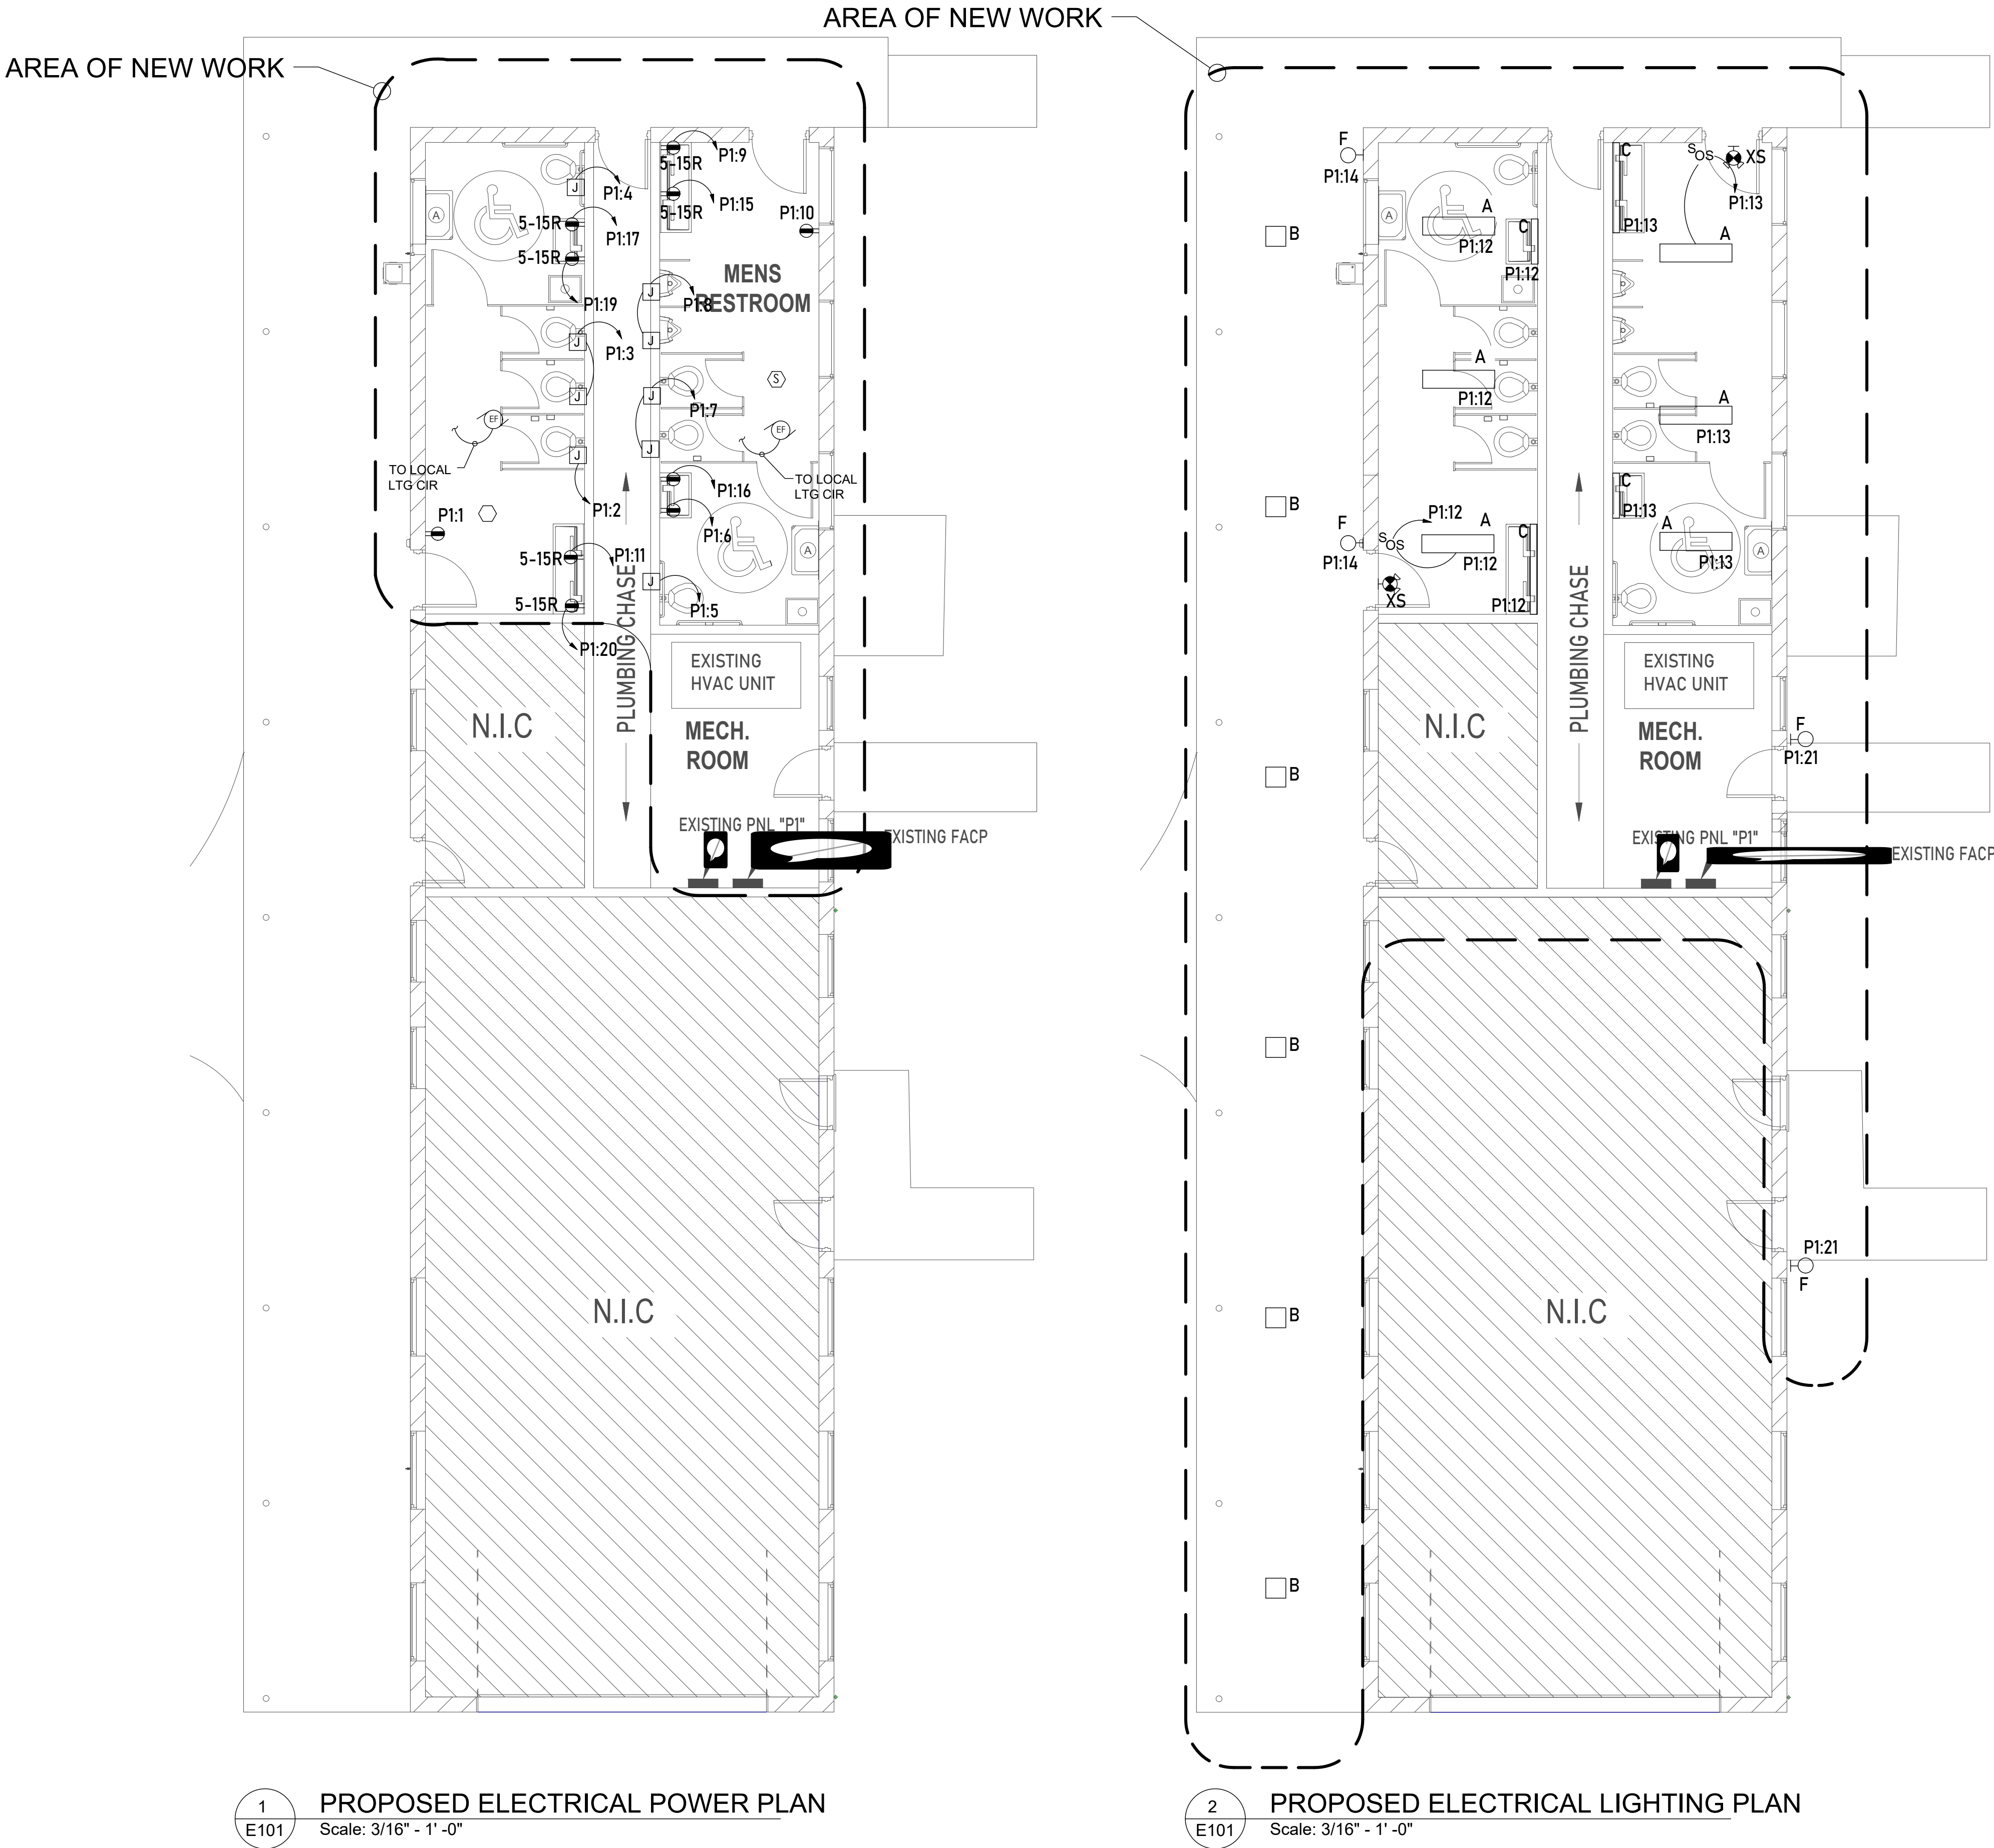 AREA OF NEW WORK
P1:9
5-15R
J
P1:4
P1:15
5-15R
P1:10
A
5-15R
P1:17
5-15R
MENS
RESTROOM
J
P1:8
P1:19
J
J
P1:3
S
J
J
P1:7
EF
EF
J
J
TO LOCAL
LTG CIR
TO LOCAL
LTG CIR
P1:16
P1:2
P1:1
P1:6
5-15R
P1:11
A
J
P1:5
5-15R
P1:20
PLUMBING CHASE
EXISTING
HVAC UNIT
N.I.C
MECH.
ROOM
EXISTING PNL "P1"
EXISTING FACP
N.I.C
1
E101
PROPOSED ELECTRICAL POWER PLAN
Scale: 3/16" - 1' -0"
AREA OF NEW WORK
F
P1:14
C
S
OS
XS
P1:13
A
A
P1:12
C
P1:12
P1:13
A
B
A
P1:12
A
P1:13
C
P1:13
B
F
P1:14
S
OS
P1:12
A
P1:12
C
P1:12
XS
A
P1:13
A
PLUMBING CHASE
EXISTING
HVAC UNIT
N.I.C
MECH.
ROOM
F
P1:21
B
EXISTING PNL "P1"
EXISTING FACP
B
P1:21
F
B
N.I.C
B
2
E101
PROPOSED ELECTRICAL LIGHTING PLAN
Scale: 3/16" - 1' -0"